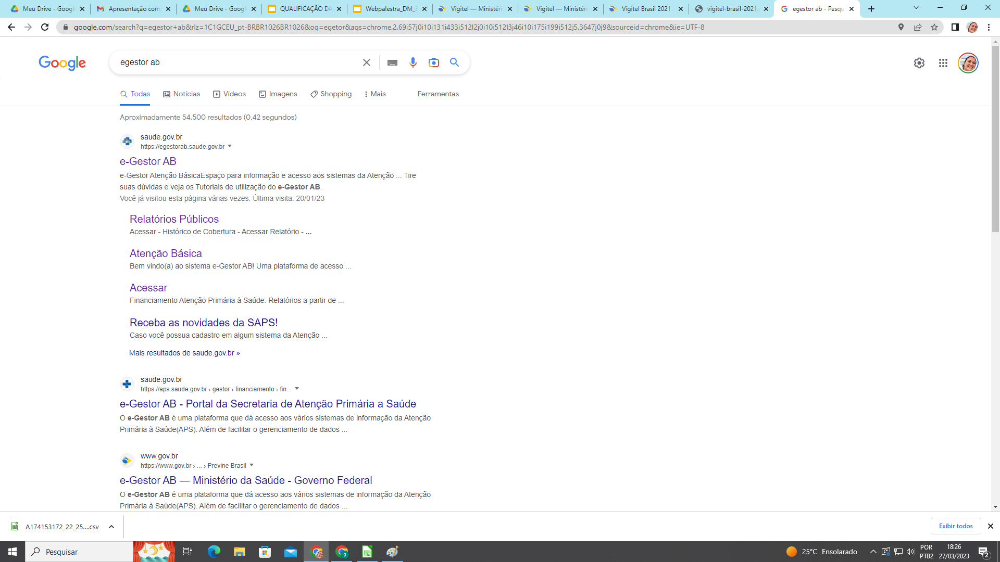 Meu Drive - Google
Apresentação com
Meu Drive - Google
QUALIFICAÇÃO DA
Webpalestra_DM_3
Vigitel — Ministéri
Vigitel — Ministéri
Vigitel Brasil 2021
vigitel-brasil-2021.
egestor ab - Pesqu
google.com/search?q=egestor+ab&rlz=1C1GCEU_pt-BRBR1026BR1026&oq=egetor&aqs=chrome.2.69i57j0i10i131i433i512l2j0i10i512l3j46i10i175i199i512j5.3647j0j9&sourceid=chrome&ie=UTF-8
Google
egestor ab
Todas
Notícias
Vídeos
Imagens
Shopping
Mais
Ferramentas
Aproximadamente 54.500 resultados (0,42 segundos)
saude.gov.br
https://egestorab.saude.gov.br
e-Gestor AB
e-Gestor Atenção BásicaEspaço para informação e acesso aos sistemas da Atenção ... Tire
suas dúvidas e veja os Tutoriais de utilização do e-Gestor AB.
Você já visitou esta página várias vezes. Última visita: 20/01/23
Relatórios Públicos
Acessar - Histórico de Cobertura - Acessar Relatório - ...
Atenção Básica
Bem vindo(a) ao sistema e-Gestor AB! Uma plataforma de acesso ...
Acessar
Financiamento Atenção Primária à Saúde. Relatórios a partir de ...
Receba as novidades da SAPS!
Caso você possua cadastro em algum sistema da Atenção ...
Mais resultados de saude.gov.br »
saude.gov.br
https://aps.saude.gov.br › gestor › financiamento › fin...
e-Gestor AB - Portal da Secretaria de Atenção Primária a Saúde
O e-Gestor AB é uma plataforma que dá acesso aos vários sistemas de informação da Atenção
Primária à Saúde(APS). Além de facilitar o gerenciamento de dados ...
www.gov.br
https://www.gov.br › ... › Previne Brasil
e-Gestor AB — Ministério da Saúde - Governo Federal
O e-Gestor AB é uma plataforma que dá acesso aos vários sistemas de informação da Atenção
Primária à Saúde(APS). Além de facilitar o gerenciamento de dados ...
A174153172_22_25....csv
Exibir todos
Pesquisar
25°C Ensolarado
POR
PTB2
18:26
27/03/2023
2